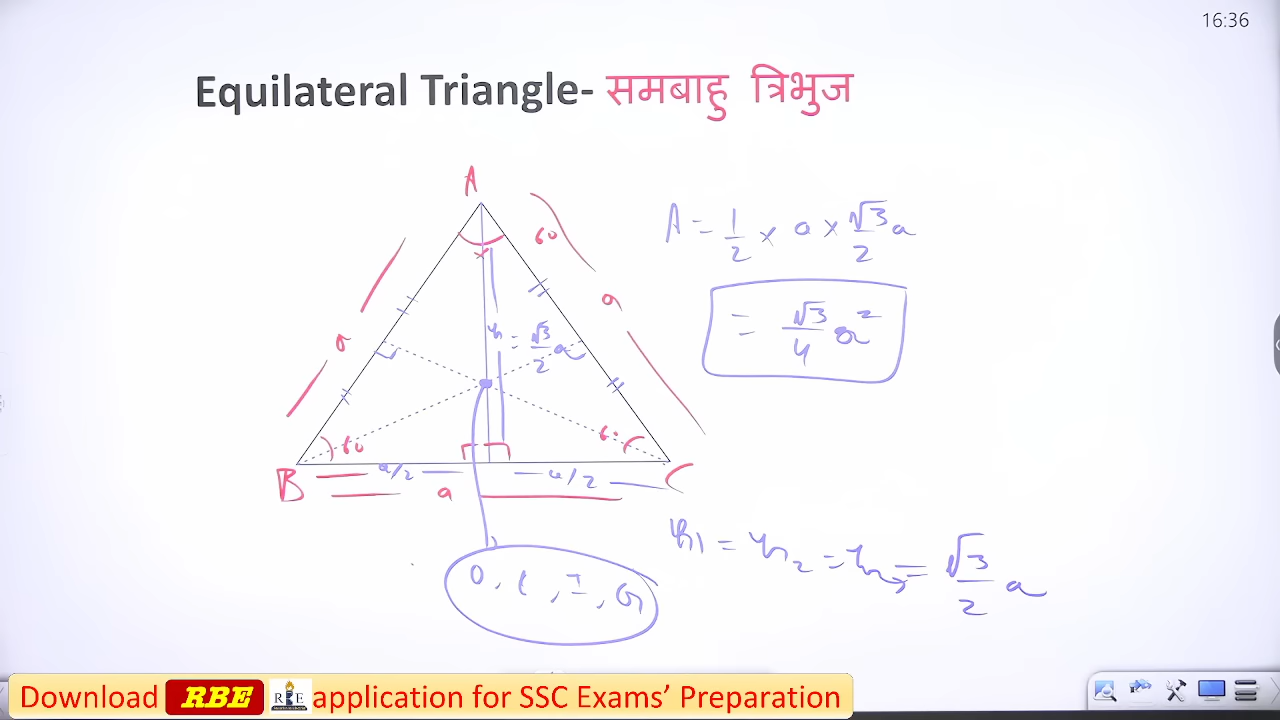 16:36
Equilateral Triangle- समबाहु त्रिभुज
A
60
a
a
A = 1/2 × a × √3/2 a
= √3/4 a²
h = √3/2 a
60
60
B
a/2
a/2
C
a
h₁ = h₂ = h₃ = √3/2 a
O, C, I, G
Download RBE RBE application for SSC Exams' Preparation